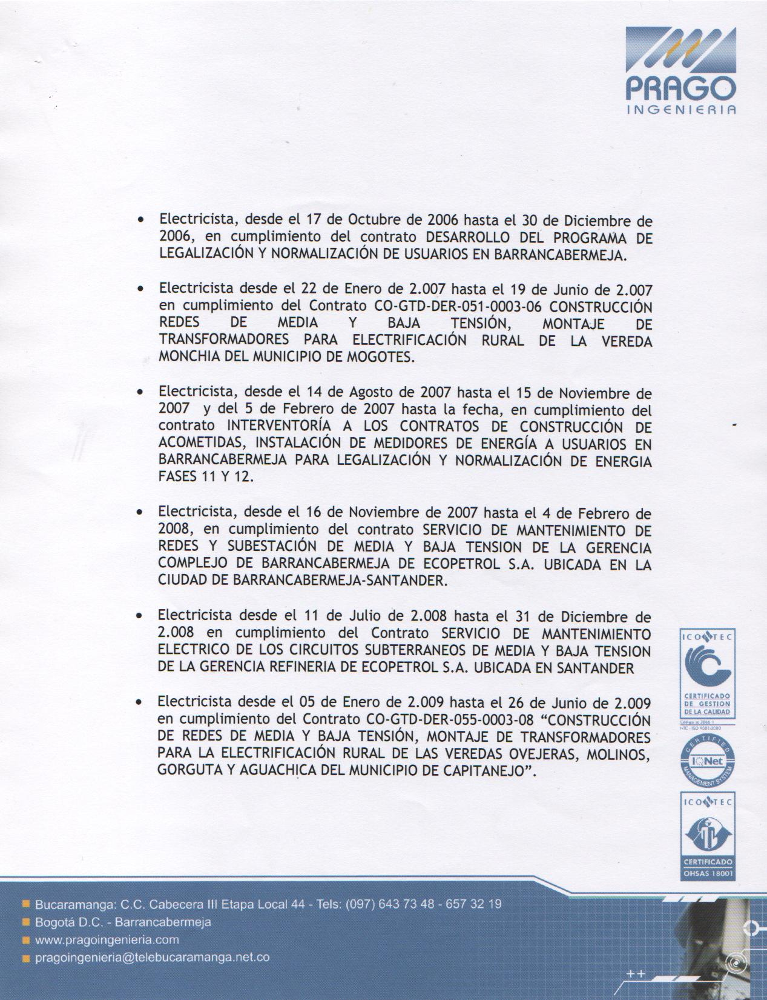 PRAGO
INGENIERIA
• Electricista, desde el 17 de Octubre de 2006 hasta el 30 de Diciembre de
2006, en cumplimiento del contrato DESARROLLO DEL PROGRAMA DE
LEGALIZACIÓN Y NORMALIZACIÓN DE USUARIOS EN BARRANCABERMEJA.
• Electricista desde el 22 de Enero de 2.007 hasta el 19 de Junio de 2.007
en cumplimiento del Contrato CO-GTD-DER-051-0003-06 CONSTRUCCIÓN
REDES DE MEDIA Y BAJA TENSIÓN, MONTAJE DE
TRANSFORMADORES PARA ELECTRIFICACIÓN RURAL DE LA VEREDA
MONCHIA DEL MUNICIPIO DE MOGOTES.
• Electricista, desde el 14 de Agosto de 2007 hasta el 15 de Noviembre de
2007 y del 5 de Febrero de 2007 hasta la fecha, en cumplimiento del
contrato INTERVENTORÍA A LOS CONTRATOS DE CONSTRUCCIÓN DE
ACOMETIDAS, INSTALACIÓN DE MEDIDORES DE ENERGÍA A USUARIOS EN
BARRANCABERMEJA PARA LEGALIZACIÓN Y NORMALIZACIÓN DE ENERGIA
FASES 11 Y 12.
• Electricista, desde el 16 de Noviembre de 2007 hasta el 4 de Febrero de
2008, en cumplimiento del contrato SERVICIO DE MANTENIMIENTO DE
REDES Y SUBESTACIÓN DE MEDIA Y BAJA TENSION DE LA GERENCIA
COMPLEJO DE BARRANCABERMEJA DE ECOPETROL S.A. UBICADA EN LA
CIUDAD DE BARRANCABERMEJA-SANTANDER.
• Electricista desde el 11 de Julio de 2.008 hasta el 31 de Diciembre de
2.008 en cumplimiento del Contrato SERVICIO DE MANTENIMIENTO
ELECTRICO DE LOS CIRCUITOS SUBTERRANEOS DE MEDIA Y BAJA TENSION
DE LA GERENCIA REFINERIA DE ECOPETROL S.A. UBICADA EN SANTANDER
• Electricista desde el 05 de Enero de 2.009 hasta el 26 de Junio de 2.009
en cumplimiento del Contrato CO-GTD-DER-055-0003-08 “CONSTRUCCIÓN
DE REDES DE MEDIA Y BAJA TENSIÓN, MONTAJE DE TRANSFORMADORES
PARA LA ELECTRIFICACIÓN RURAL DE LAS VEREDAS OVEJERAS, MOLINOS,
GORGUTA Y AGUACHICA DEL MUNICIPIO DE CAPITANEJO”.
ICONTEC
CERTIFICADO
DE GESTION
DE LA CALIDAD
Código: sc 3866-1
NTC - ISO 9001:2000
CERTIFIED
IQNet
MANAGEMENT SYSTEM
ICONTEC
CERTIFICADO
OHSAS 18001
Bucaramanga: C.C. Cabecera III Etapa Local 44 - Tels: (097) 643 73 48 - 657 32 19
Bogotá D.C. - Barrancabermeja
www.pragoingenieria.com
pragoingenieria@telebucaramanga.net.co